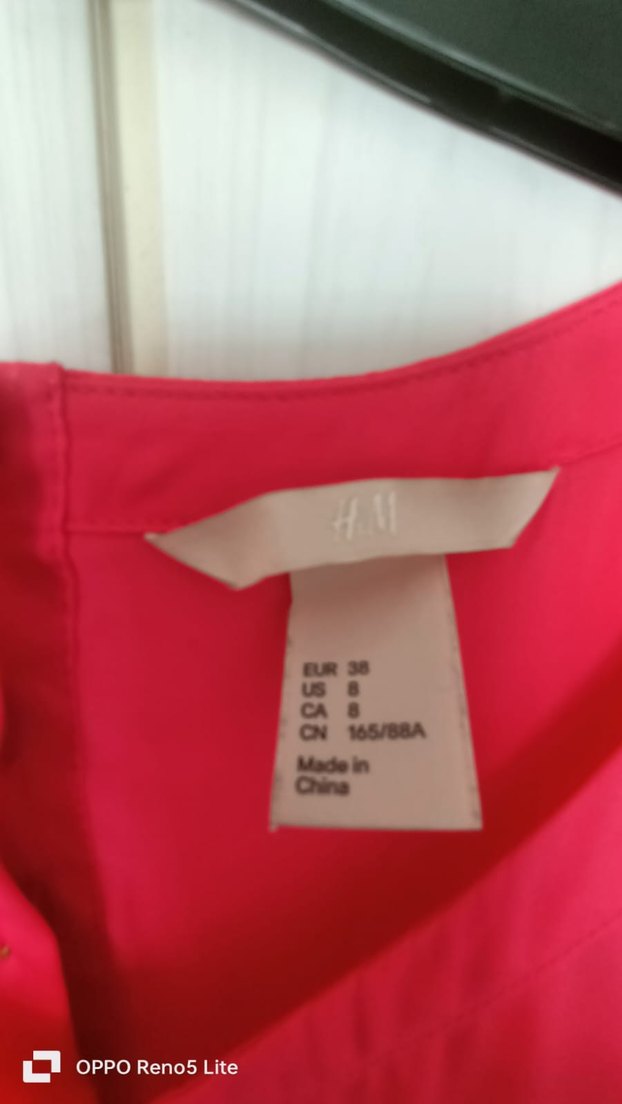 H&M
EUR 38
US 8
CA 8
CN 165/88A
Made in
China
OPPO Reno5 Lite